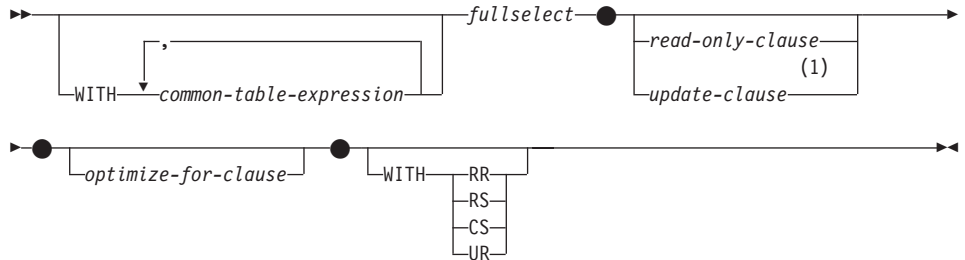 fullselect
,
read-only-clause
(1)
WITH common-table-expression
update-clause
optimize-for-clause
WITH RR
RS
CS
UR